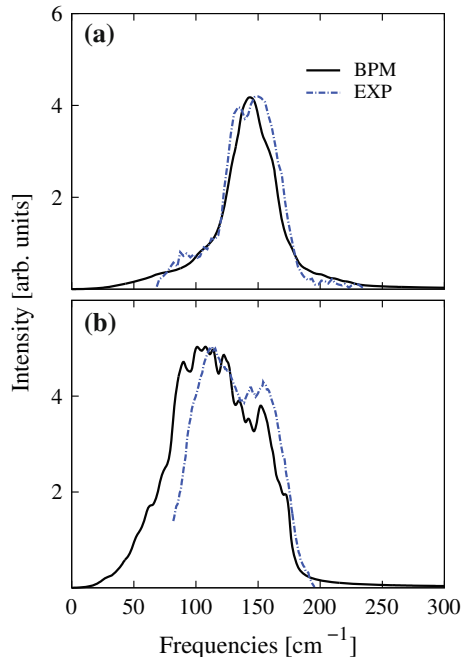 6
(a)
BPM
EXP
4
2
Intensity [arb. units]
(b)
4
2
0 50 100 150 200 250 300
Frequencies [cm⁻¹]